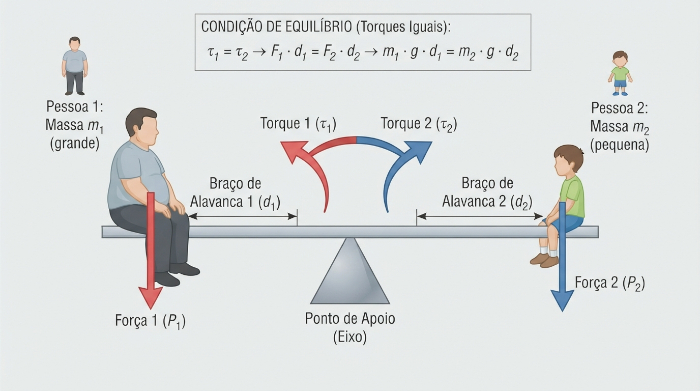 CONDIÇÃO DE EQUILÍBRIO (Torques Iguais):
τ₁ = τ₂ → F₁ · d₁ = F₂ · d₂ → m₁ · g · d₁ = m₂ · g · d₂
Pessoa 1:
Massa m₁
(grande)
Pessoa 2:
Massa m₂
(pequena)
Torque 1 (τ₁)
Torque 2 (τ₂)
Braço de
Alavanca 1 (d₁)
Braço de
Alavanca 2 (d₂)
Força 1 (P₁)
Força 2 (P₂)
Ponto de Apoio
(Eixo)